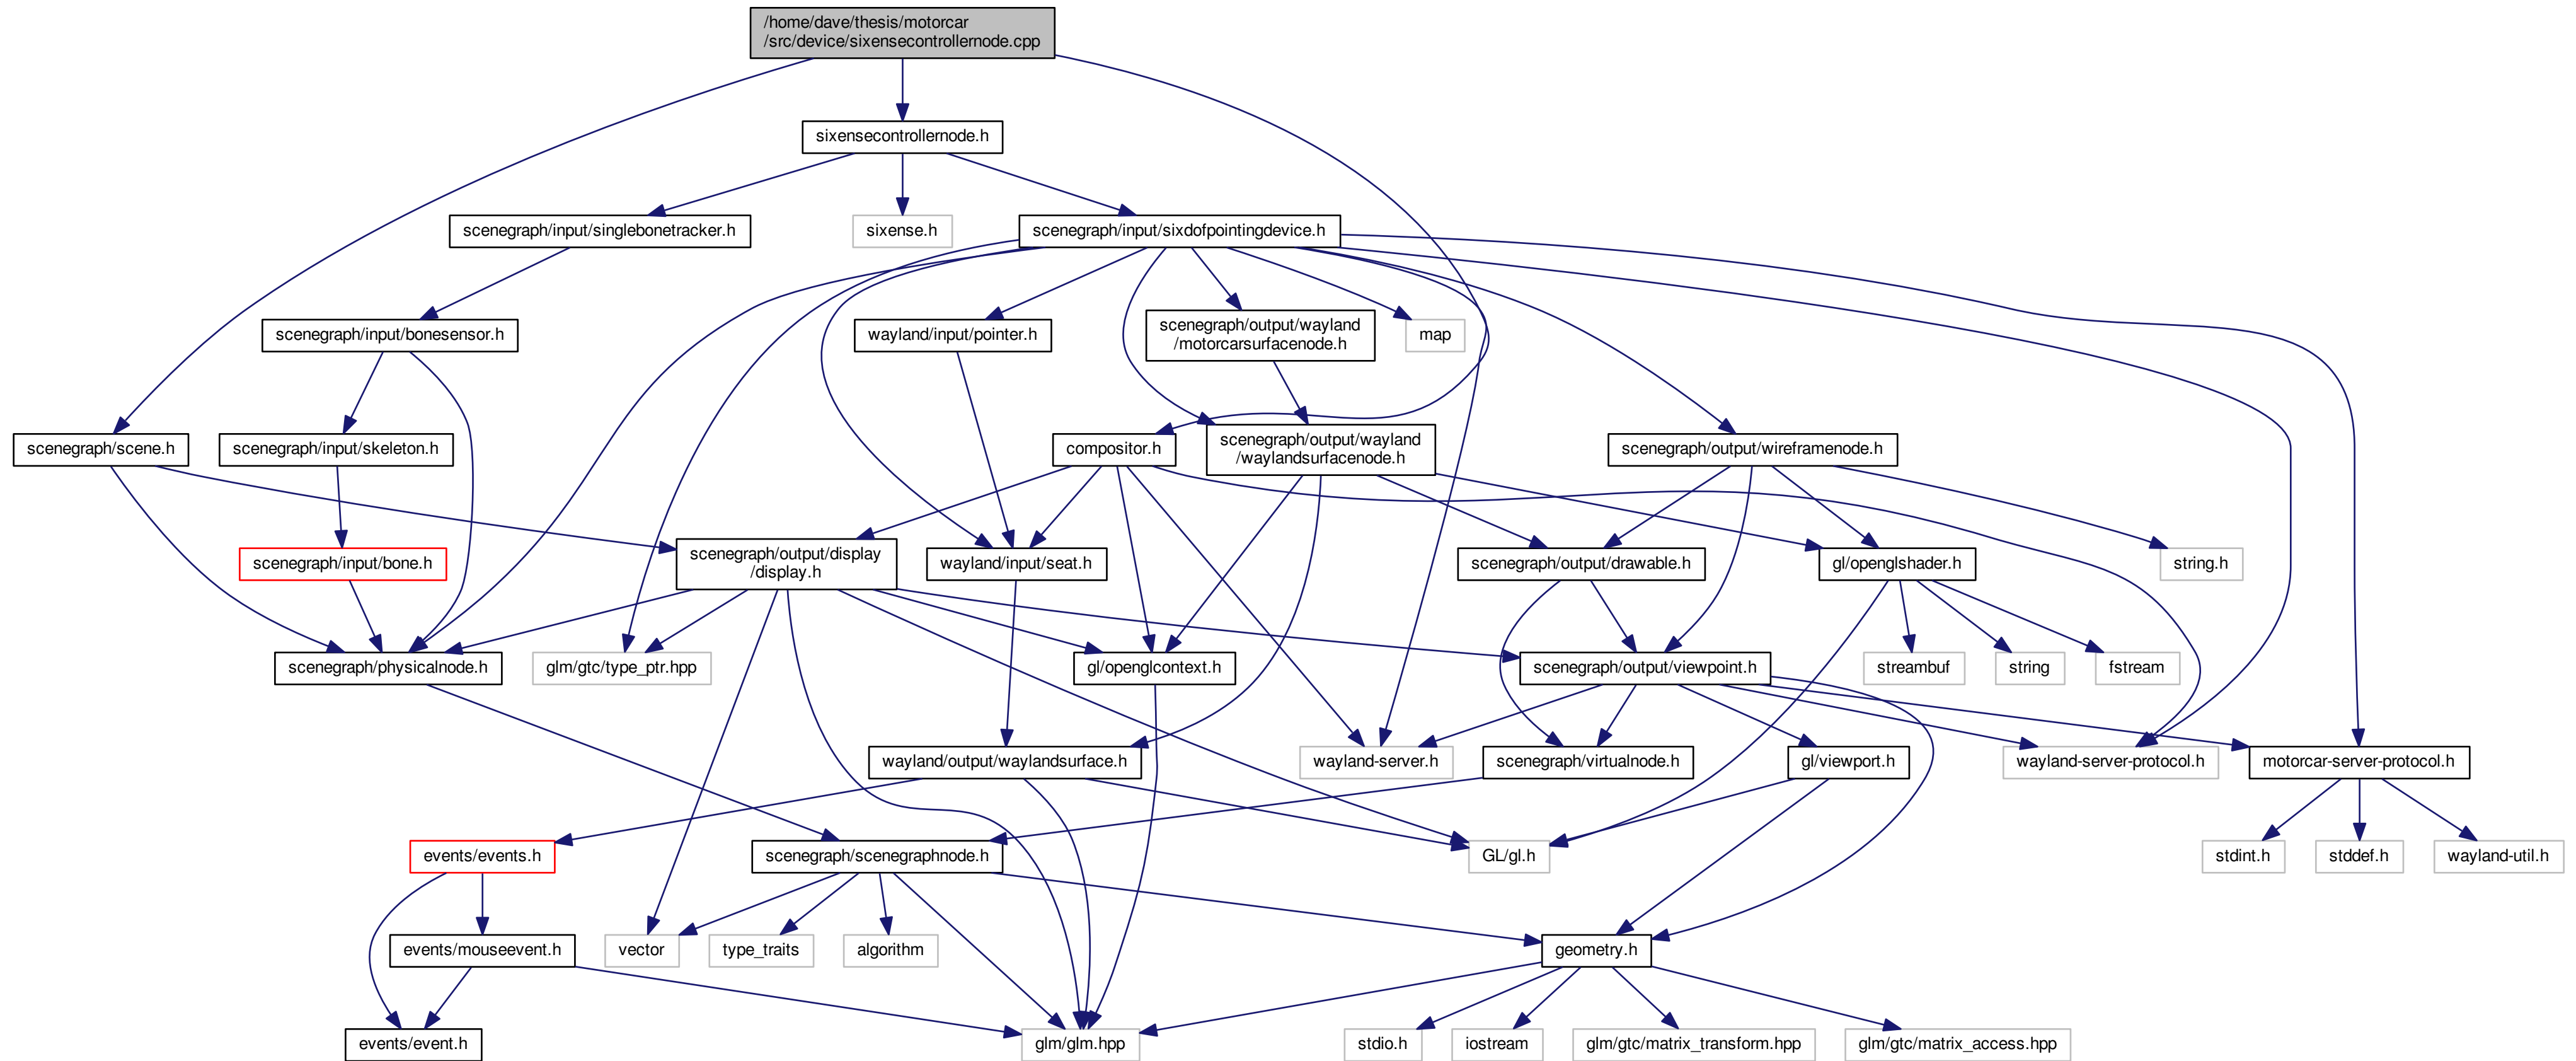 /home/dave/thesis/motorcar
/src/device/sixensecontrollernode.cpp
sixensecontrollernode.h
scenegraph/input/singlebonetracker.h
sixense.h
scenegraph/input/sixdofpointingdevice.h
scenegraph/input/bonesensor.h
wayland/input/pointer.h
scenegraph/output/wayland
/motorcarsurfacenode.h
map
scenegraph/scene.h
scenegraph/input/skeleton.h
compositor.h
scenegraph/output/wayland
/waylandsurfacenode.h
scenegraph/output/wireframenode.h
scenegraph/input/bone.h
scenegraph/output/display
/display.h
wayland/input/seat.h
scenegraph/output/drawable.h
gl/openglshader.h
string.h
scenegraph/physicalnode.h
glm/gtc/type_ptr.hpp
gl/openglcontext.h
scenegraph/output/viewpoint.h
streambuf
string
fstream
wayland/output/waylandsurface.h
wayland-server.h
scenegraph/virtualnode.h
gl/viewport.h
wayland-server-protocol.h
motorcar-server-protocol.h
events/events.h
scenegraph/scenegraphnode.h
GL/gl.h
stdint.h
stddef.h
wayland-util.h
events/mouseevent.h
vector
type_traits
algorithm
geometry.h
events/event.h
glm/glm.hpp
stdio.h
iostream
glm/gtc/matrix_transform.hpp
glm/gtc/matrix_access.hpp